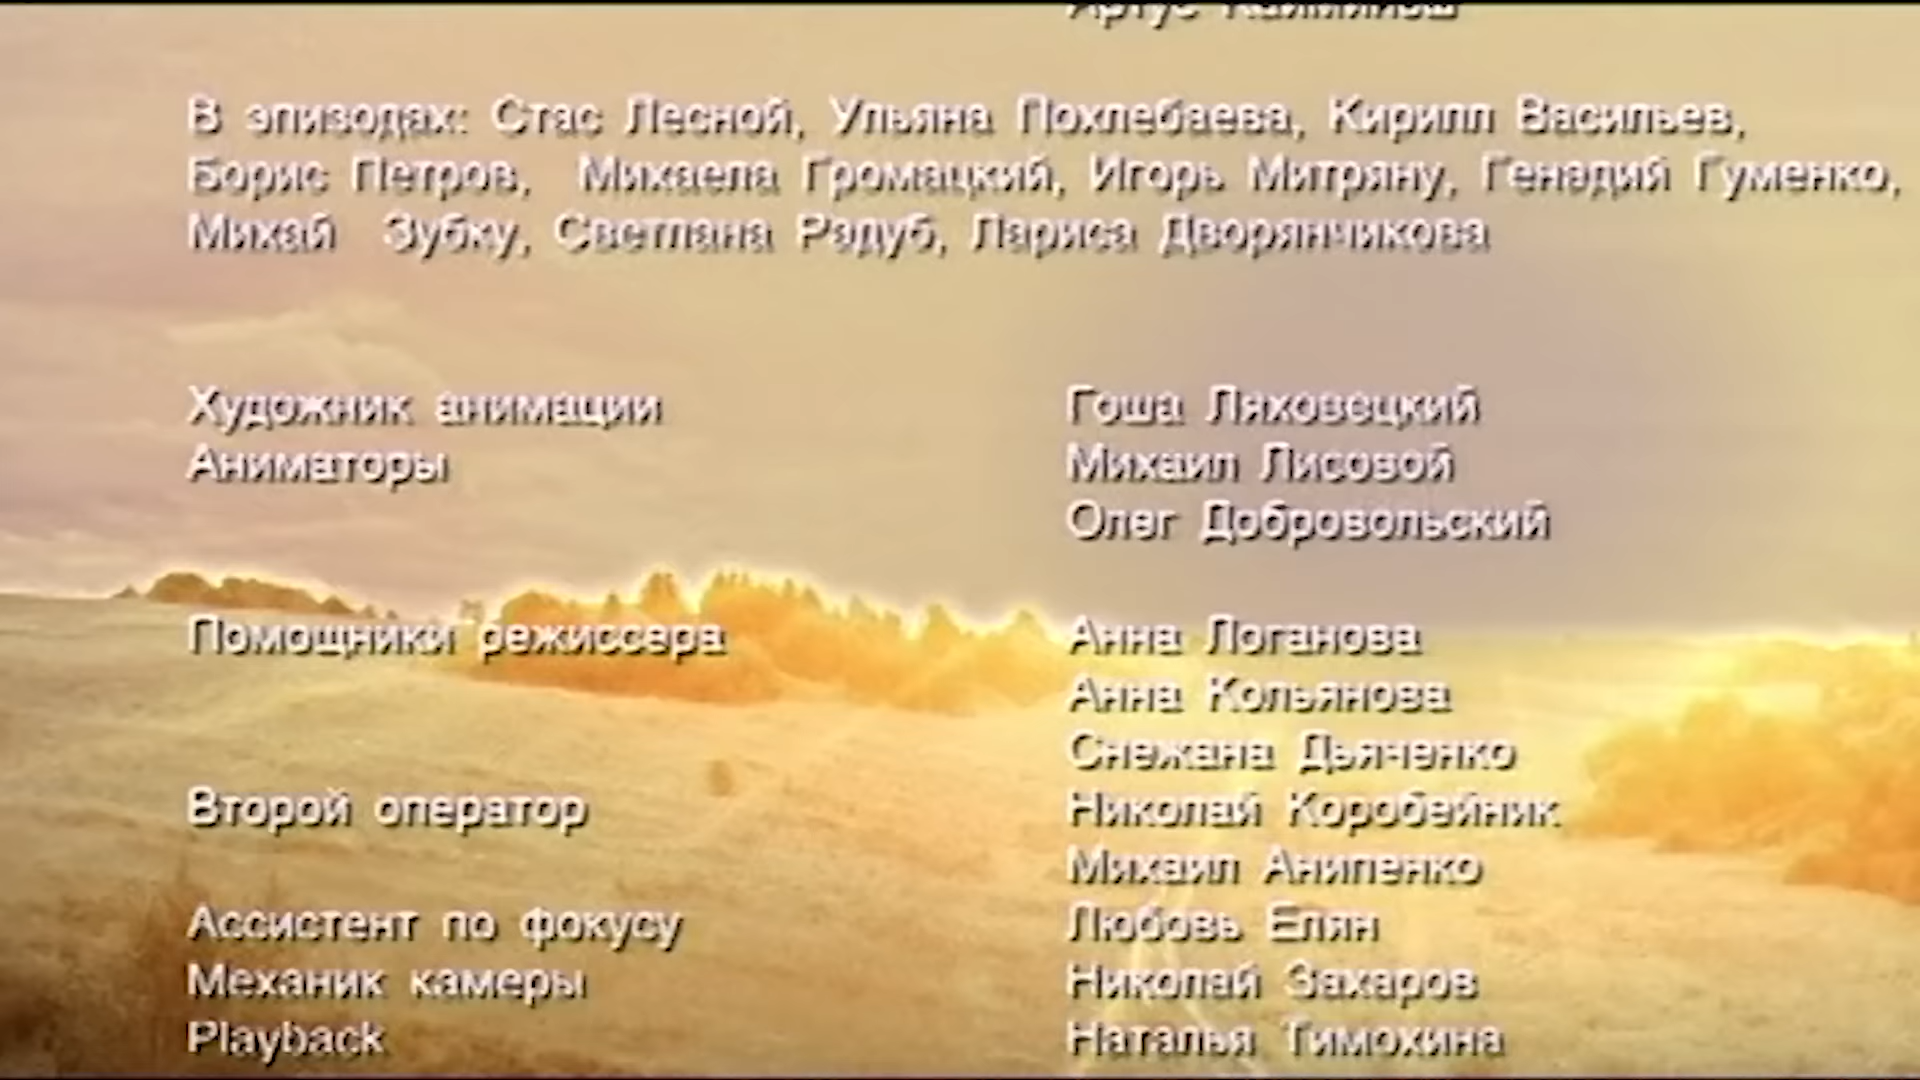 В эпизодах: Стас Лесной, Ульяна Похлебаева, Кирилл Васильев,
Борис Петров, Михаела Громацкий, Игорь Митряну, Генадий Гуменко,
Михай Зубку, Светлана Радуб, Лариса Дворянчикова
Художник анимации Гоша Ляховецкий
Аниматоры Михаил Лисовой
Олег Добровольский
Помощники режиссера Анна Логанова
Анна Кольянова
Снежана Дьяченко
Второй оператор Николай Коробейник
Михаил Анипенко
Ассистент по фокусу Любовь Елян
Механик камеры Николай Захаров
Playback Наталья Тимохина